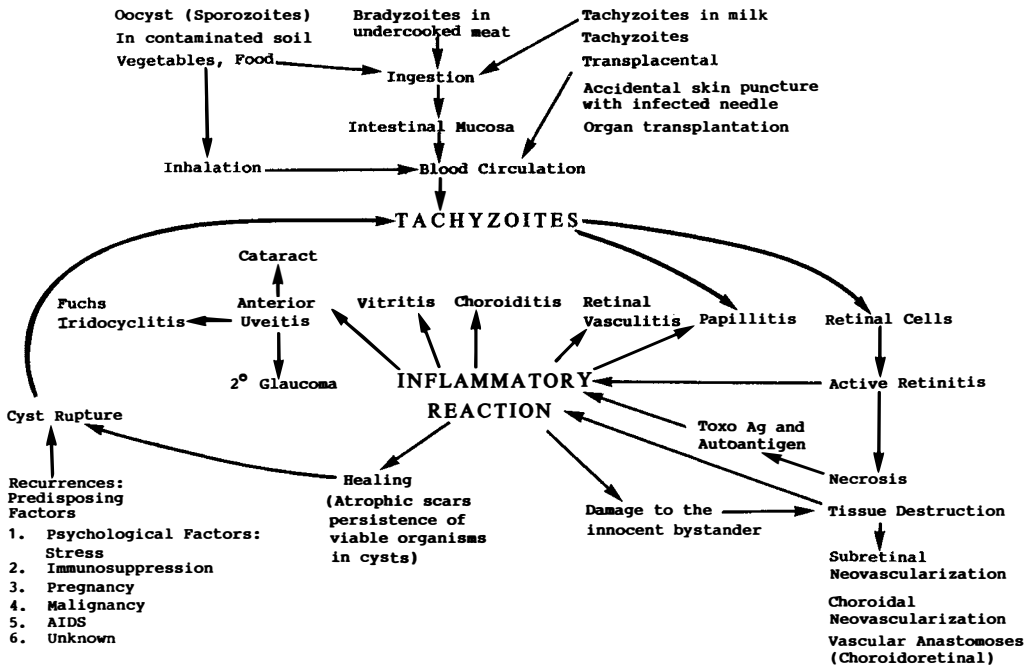 Oocyst (Sporozoites)
In contaminated soil
Vegetables, Food
Bradyzoites in
undercooked meat
Tachyzoites in milk
Tachyzoites
Transplacental
Accidental skin puncture
with infected needle
Organ transplantation
Ingestion
Intestinal Mucosa
Inhalation
Blood Circulation
TACHYZOITES
Cataract
Fuchs
Iridocyclitis
Anterior
Uveitis
2° Glaucoma
Vitritis
Choroiditis
Retinal
Vasculitis
Papillitis
Retinal Cells
INFLAMMATORY
REACTION
Active Retinitis
Cyst Rupture
Toxo Ag and
Autoantigen
Necrosis
Healing
(Atrophic scars
persistence of
viable organisms
in cysts)
Damage to the
innocent bystander
Tissue Destruction
Recurrences:
Predisposing
Factors
1. Psychological Factors:
Stress
2. Immunosuppression
3. Pregnancy
4. Malignancy
5. AIDS
6. Unknown
Subretinal
Neovascularization
Choroidal
Neovascularization
Vascular Anastomoses
(Choroidoretinal)